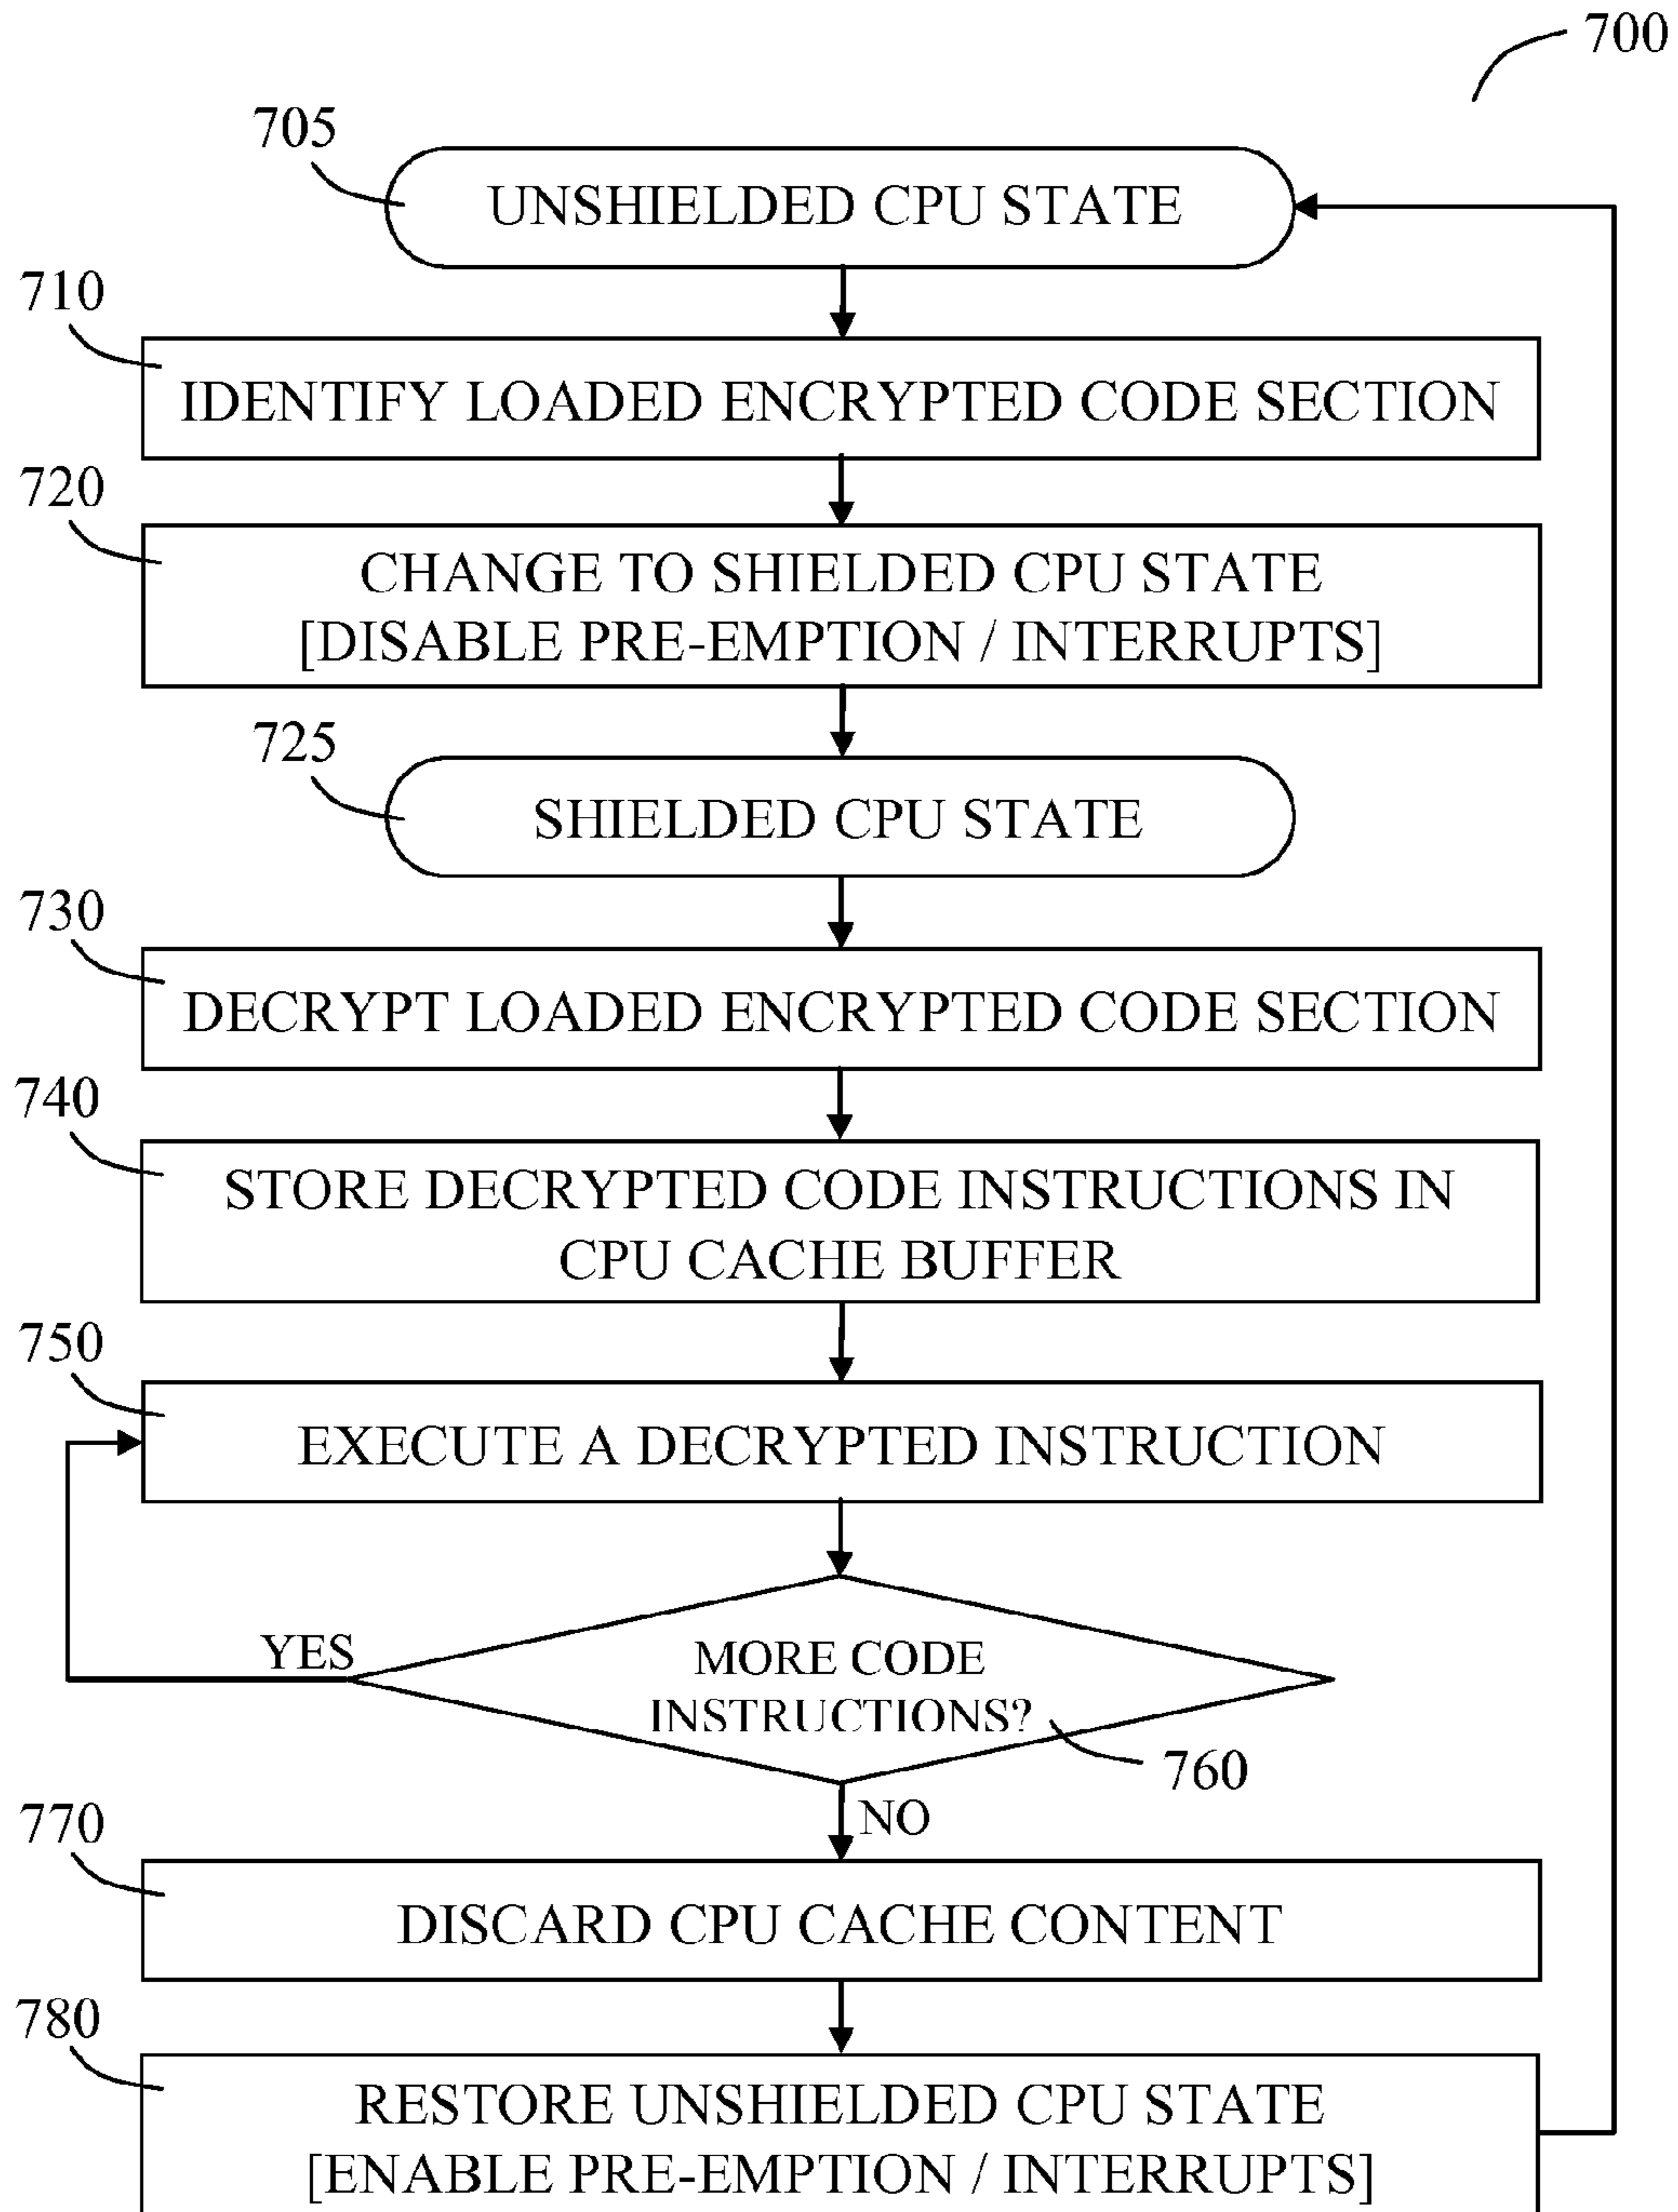 700
705
UNSHIELDED CPU STATE
710
IDENTIFY LOADED ENCRYPTED CODE SECTION
720
CHANGE TO SHIELDED CPU STATE
[DISABLE PRE-EMPTION / INTERRUPTS]
725
SHIELDED CPU STATE
730
DECRYPT LOADED ENCRYPTED CODE SECTION
740
STORE DECRYPTED CODE INSTRUCTIONS IN
CPU CACHE BUFFER
750
EXECUTE A DECRYPTED INSTRUCTION
YES
MORE CODE
INSTRUCTIONS?
760
NO
770
DISCARD CPU CACHE CONTENT
780
RESTORE UNSHIELDED CPU STATE
[ENABLE PRE-EMPTION / INTERRUPTS]